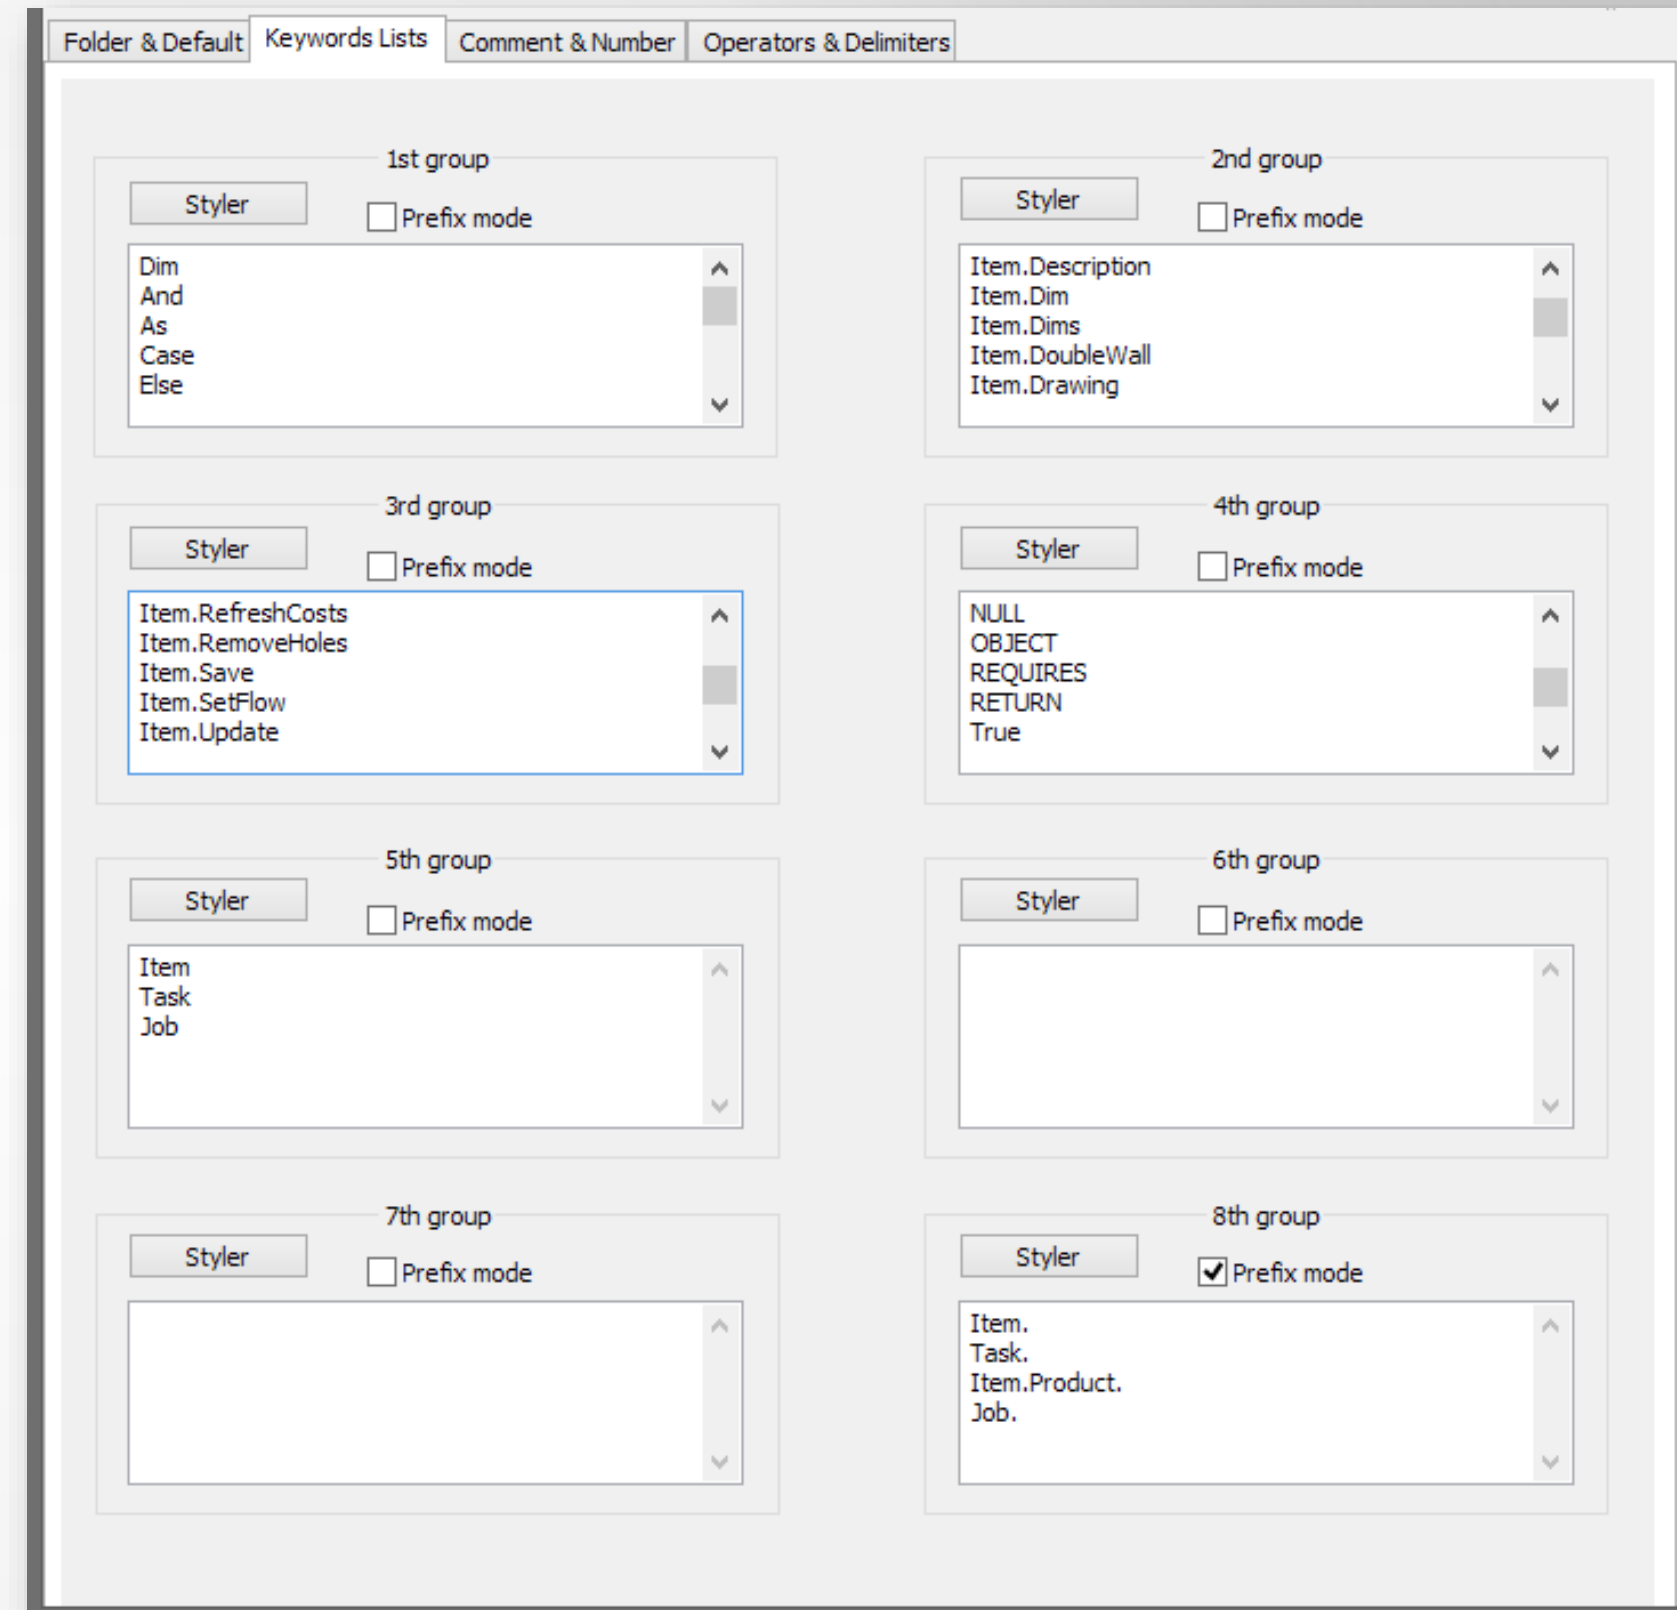 Folder & Default Keywords Lists Comment & Number Operators & Delimiters
1st group
Styler
Prefix mode
Dim
And
As
Case
Else
2nd group
Styler
Prefix mode
Item.Description
Item.Dim
Item.Dims
Item.DoubleWall
Item.Drawing
3rd group
Styler
Prefix mode
Item.RefreshCosts
Item.RemoveHoles
Item.Save
Item.SetFlow
Item.Update
4th group
Styler
Prefix mode
NULL
OBJECT
REQUIRES
RETURN
True
5th group
Styler
Prefix mode
Item
Task
Job
6th group
Styler
Prefix mode
7th group
Styler
Prefix mode
8th group
Styler
Prefix mode
Item.
Task.
Item.Product.
Job.